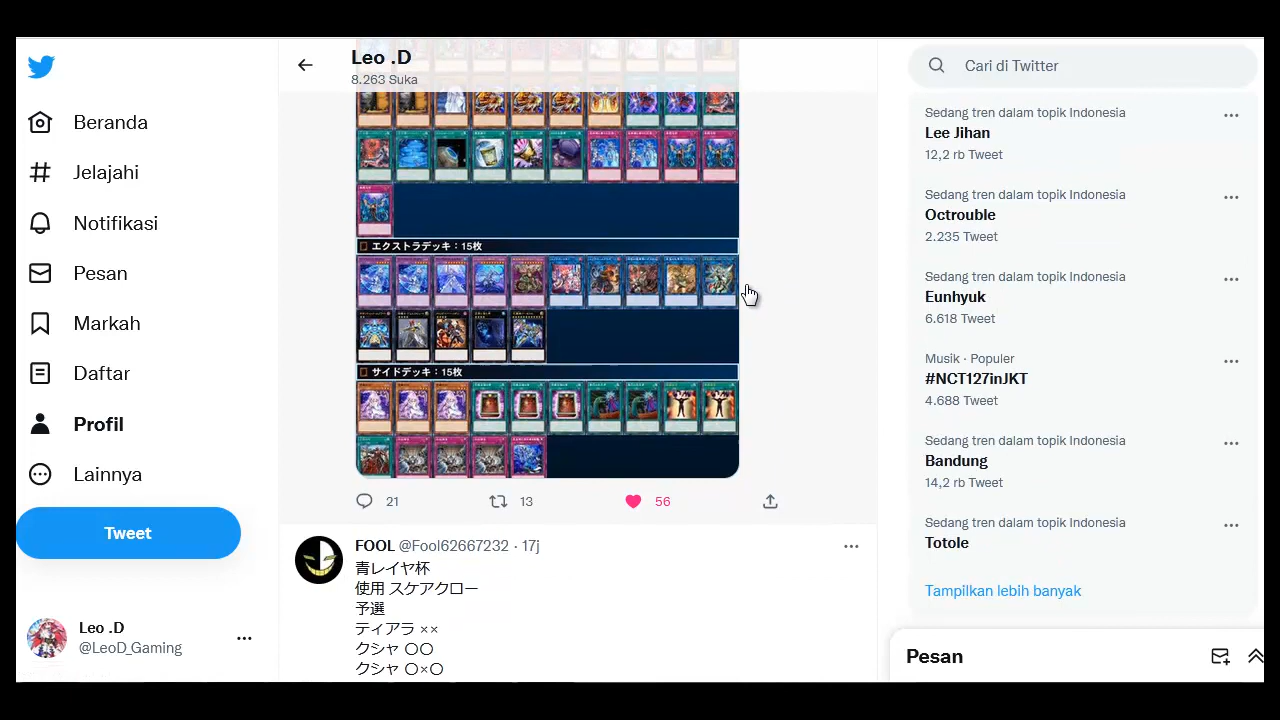 Beranda
Jelajahi
Notifikasi
Pesan
Markah
Daftar
Profil
Lainnya
Tweet
Leo .D
@LeoD_Gaming
Leo .D
8.263 Suka
エクストラデッキ：15枚
サイドデッキ：15枚
21
13
56
FOOL @Fool62667232 · 17j
青レイヤ杯
使用 スケアクロー
予選
ティアラ ××
クシャ 〇〇
クシャ 〇×〇
Cari di Twitter
Sedang tren dalam topik Indonesia
Lee Jihan
12,2 rb Tweet
Sedang tren dalam topik Indonesia
Octrouble
2.235 Tweet
Sedang tren dalam topik Indonesia
Eunhyuk
6.618 Tweet
Musik · Populer
#NCT127inJKT
4.688 Tweet
Sedang tren dalam topik Indonesia
Bandung
14,2 rb Tweet
Sedang tren dalam topik Indonesia
Totole
Tampilkan lebih banyak
Pesan